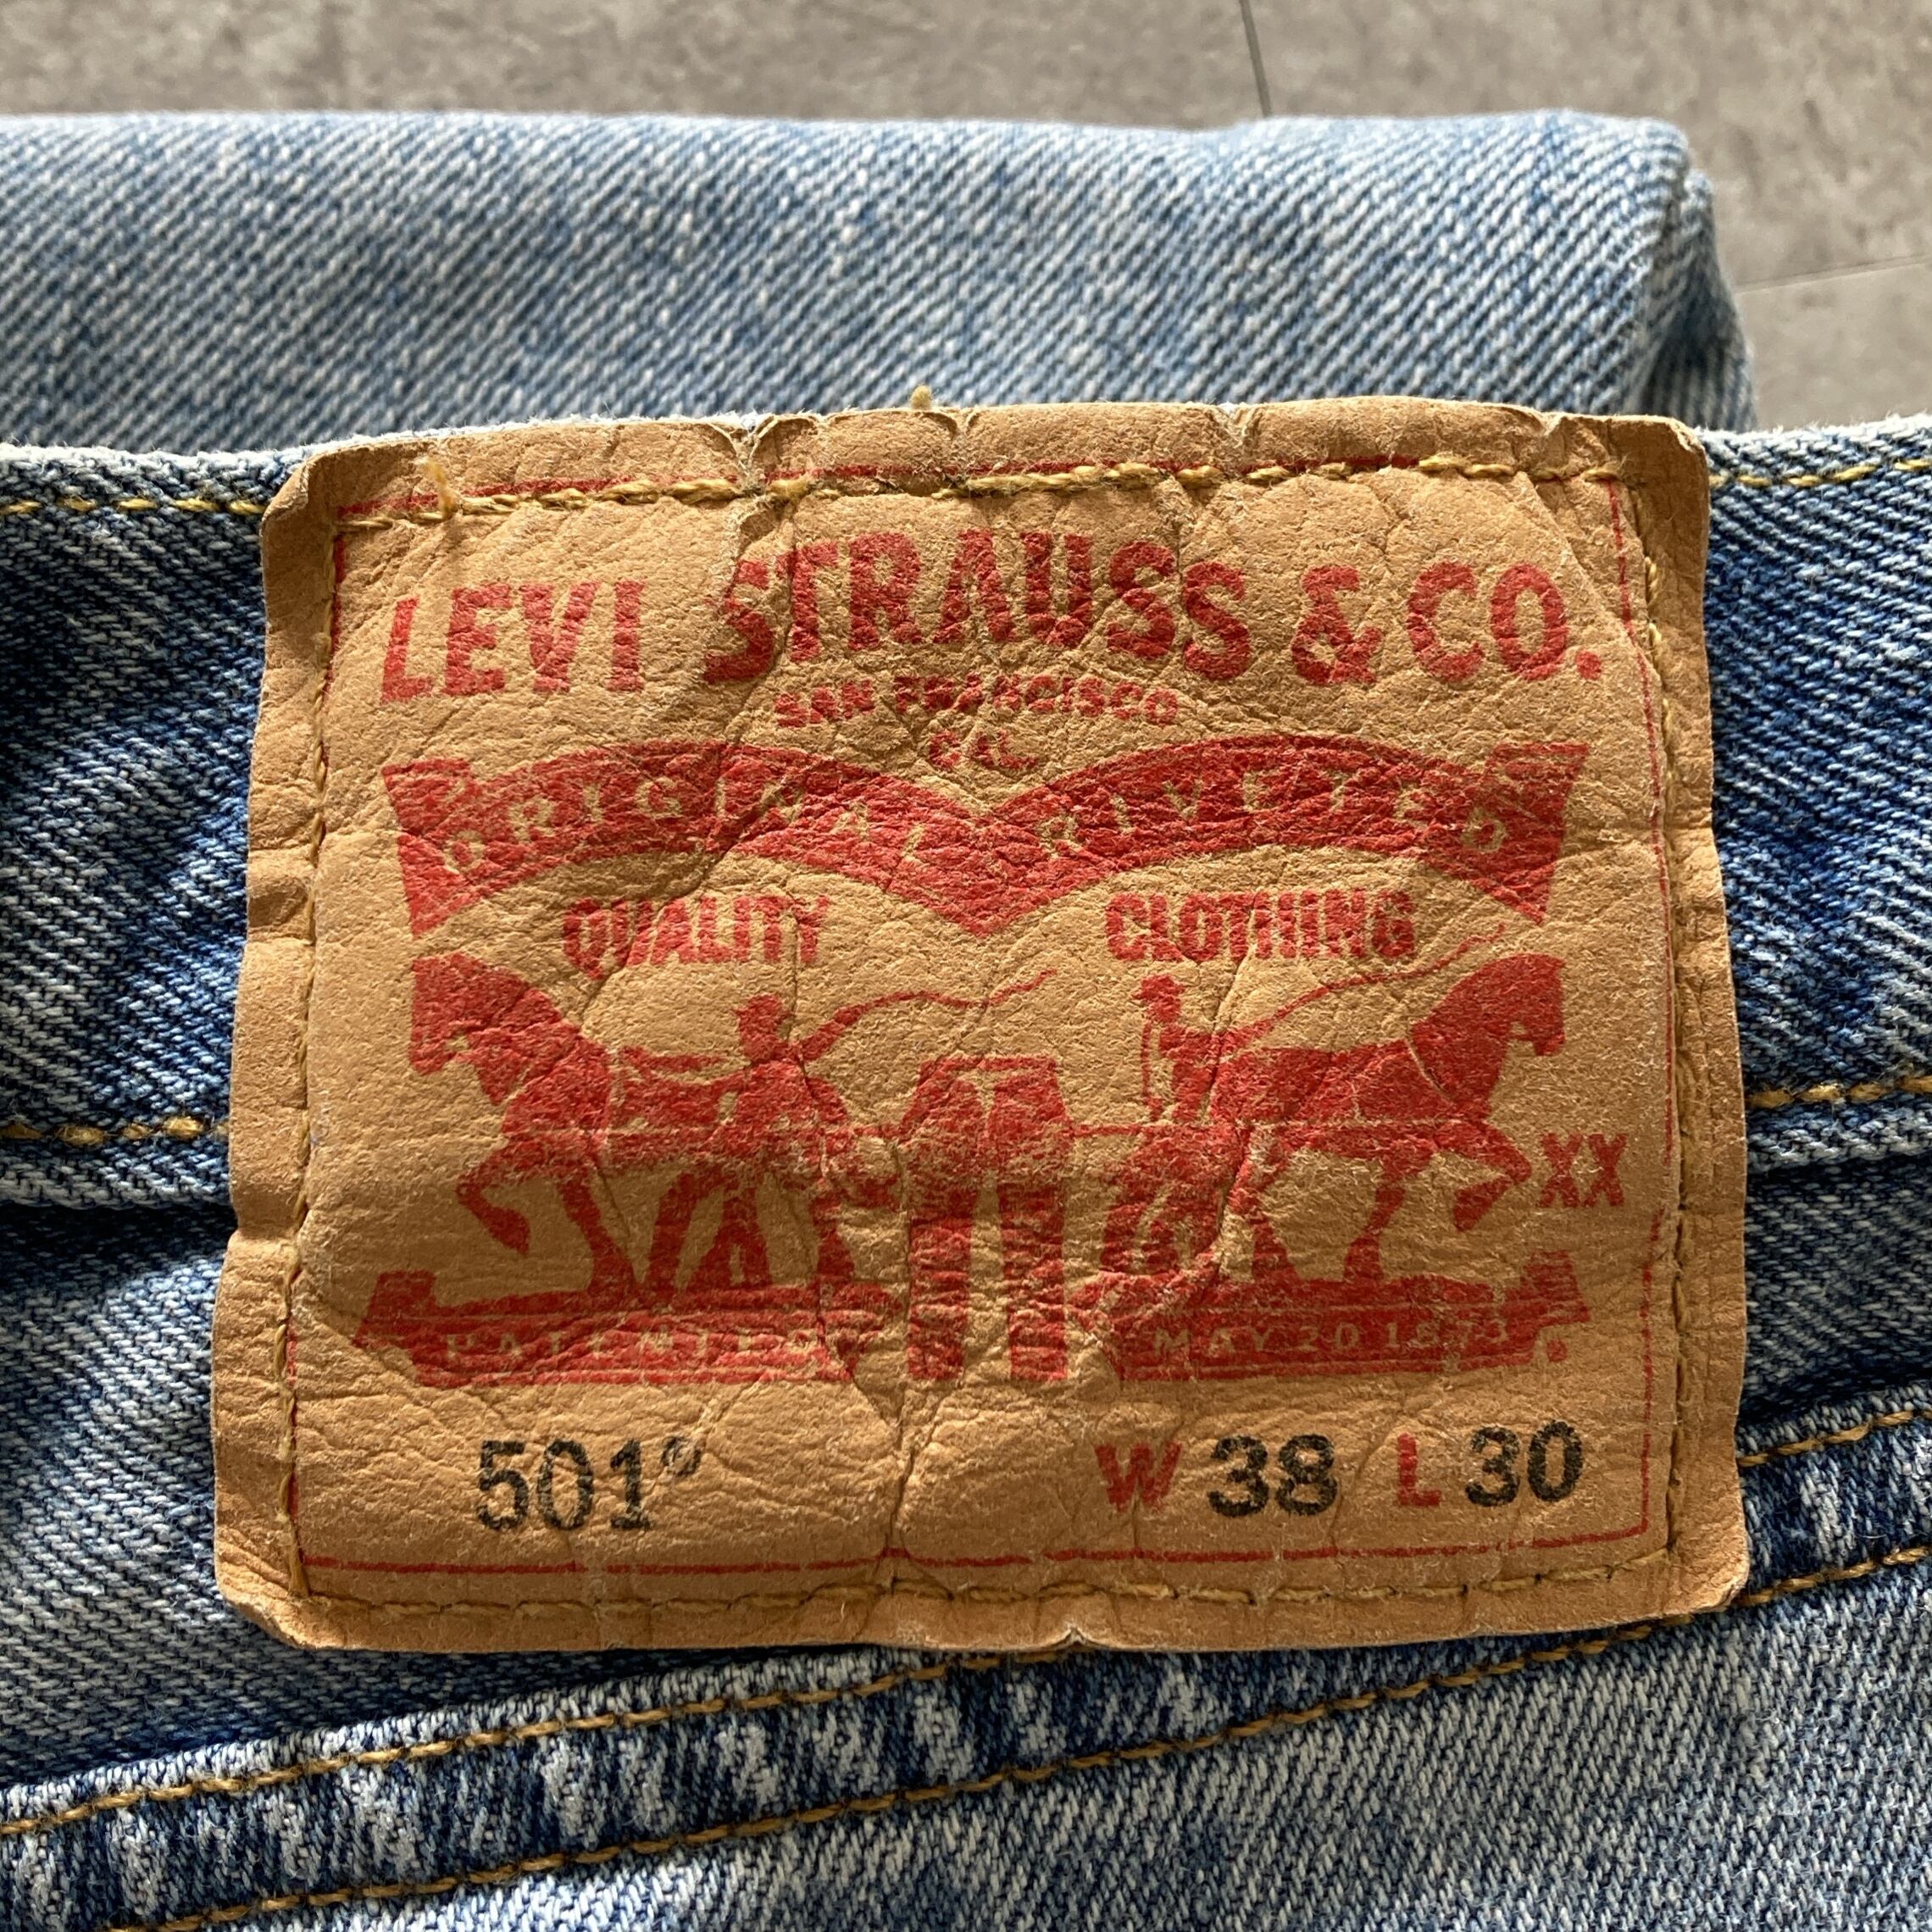 LEVI STRAUSS & CO.
SAN FRANCISCO
CAL.
ORIGINAL RIVETED
QUALITY CLOTHING
XX
PATENTED MAY 20 1873
501® W 38 L 30